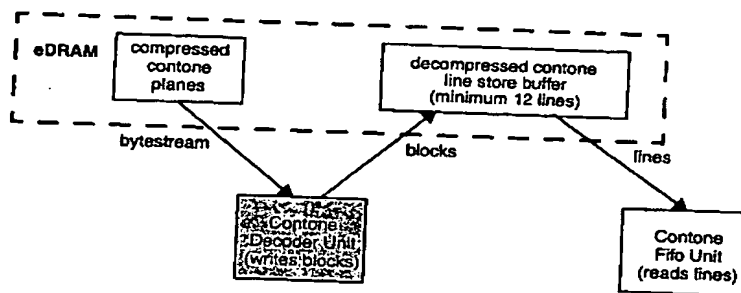 eDRAM
compressed
contone
planes
decompressed contone
line store buffer
(minimum 12 lines)
bytestream
blocks
lines
Contone
Decoder Unit
(writes blocks)
Contone
Fifo Unit
(reads lines)